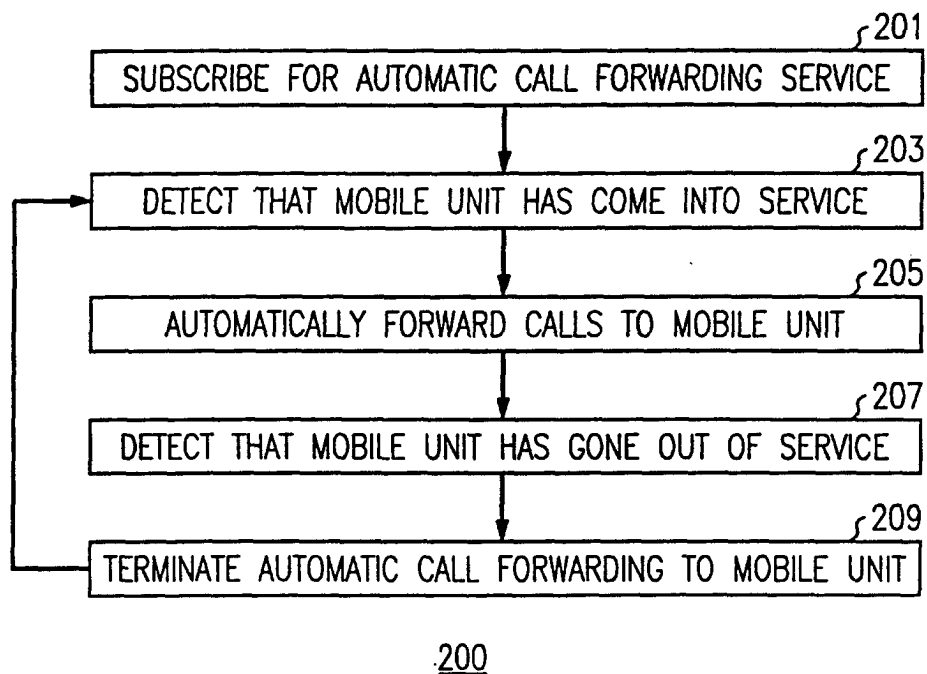 201
SUBSCRIBE FOR AUTOMATIC CALL FORWARDING SERVICE
203
DETECT THAT MOBILE UNIT HAS COME INTO SERVICE
205
AUTOMATICALLY FORWARD CALLS TO MOBILE UNIT
207
DETECT THAT MOBILE UNIT HAS GONE OUT OF SERVICE
209
TERMINATE AUTOMATIC CALL FORWARDING TO MOBILE UNIT
200